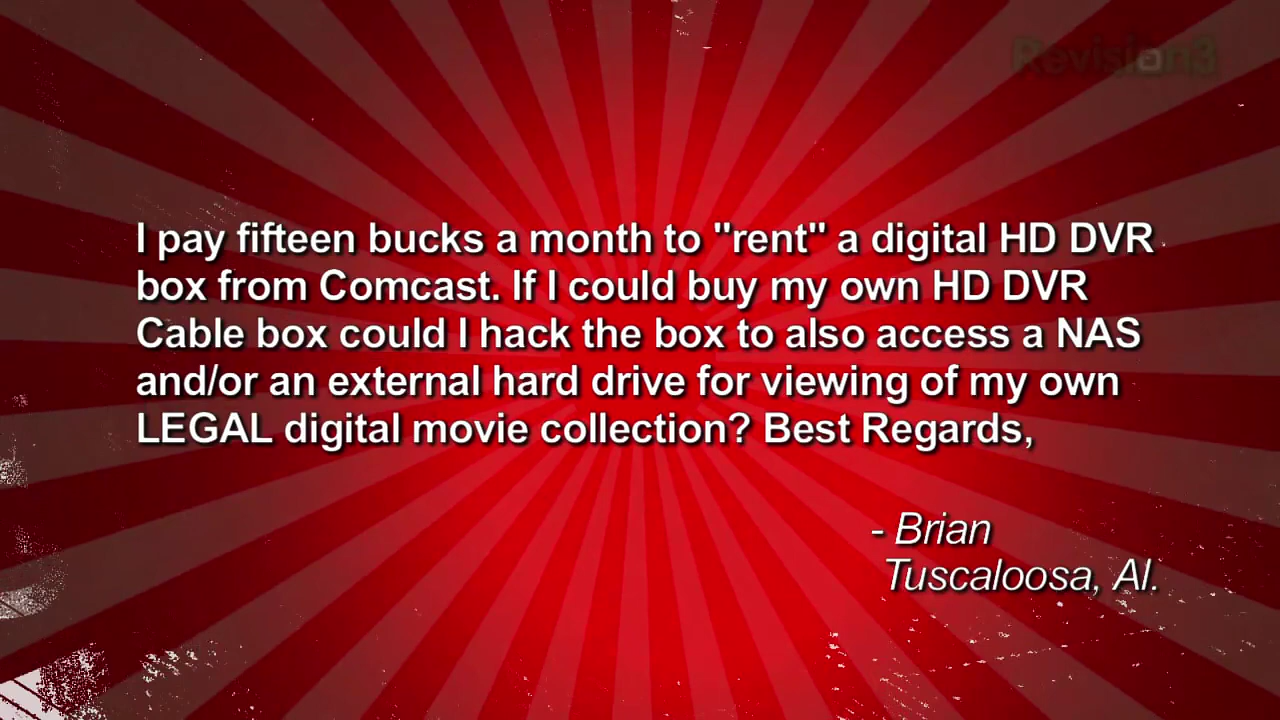 Revision3
I pay fifteen bucks a month to "rent" a digital HD DVR
box from Comcast. If I could buy my own HD DVR
Cable box could I hack the box to also access a NAS
and/or an external hard drive for viewing of my own
LEGAL digital movie collection? Best Regards,
- Brian
Tuscaloosa, Al.